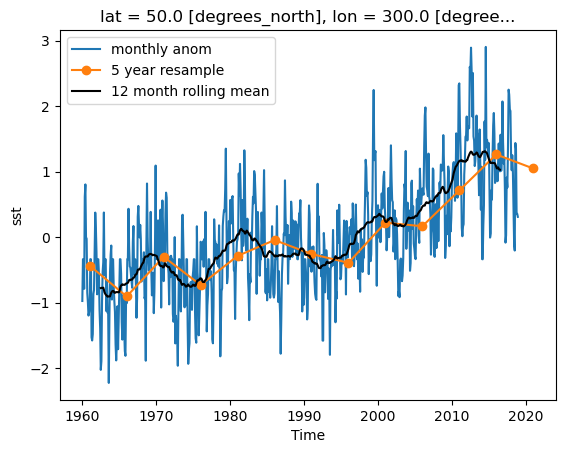 lat = 50.0 [degrees_north], lon = 300.0 [degree...
monthly anom
5 year resample
12 month rolling mean
3
2
1
0
−1
−2
sst
1960 1970 1980 1990 2000 2010 2020
Time